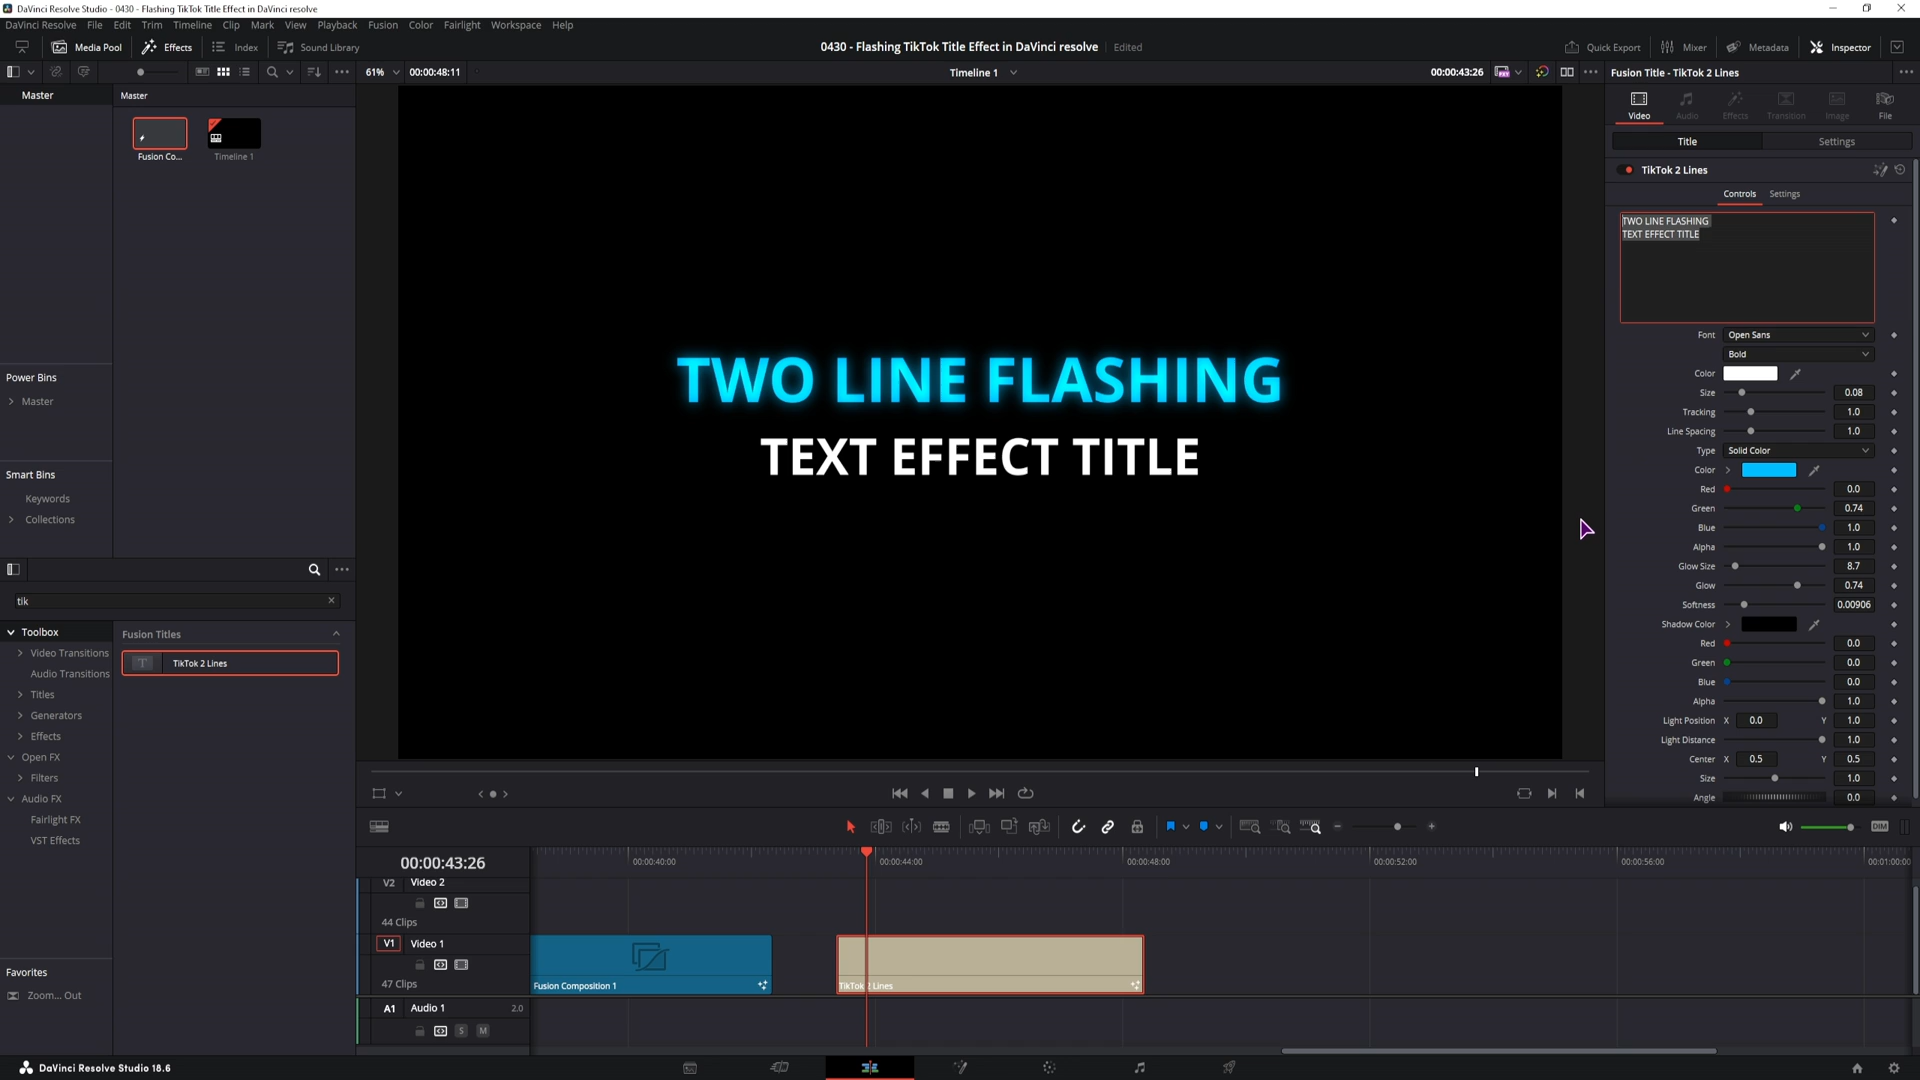 DaVinci Resolve Studio - 0430 - Flashing TikTok Title Effect in DaVinci resolve
DaVinci Resolve File Edit Trim Timeline Clip Mark View Playback Fusion Color Fairlight Workspace Help
Media Pool Effects Index Sound Library 0430 - Flashing TikTok Title Effect in DaVinci resolve Edited Quick Export Mixer Metadata Inspector
61% 00:00:48:11 Timeline 1 00:00:43:26 Fusion Title - TikTok 2 Lines
Master Master
Fusion Co... Timeline 1
Video Audio Effects Transition Image File
Title Settings
TikTok 2 Lines
Controls Settings
TWO LINE FLASHING
TEXT EFFECT TITLE
TWO LINE FLASHING
TEXT EFFECT TITLE
Font Open Sans
Bold
Color
Size 0.08
Tracking 1.0
Line Spacing 1.0
Type Solid Color
Color
Red 0.0
Green 0.74
Blue 1.0
Alpha 1.0
Glow Size 8.7
Glow 0.74
Softness 0.00906
Shadow Color
Red 0.0
Green 0.0
Blue 0.0
Alpha 1.0
Light Position X 0.0 Y 1.0
Light Distance 1.0
Center X 0.5 Y 0.5
Size 1.0
Angle 0.0
Power Bins
Master
Smart Bins
Keywords
Collections
tik
Toolbox
Video Transitions
Audio Transitions
Titles
Generators
Effects
Open FX
Filters
Audio FX
Fairlight FX
VST Effects
Favorites
Zoom... Out
Fusion Titles
T TikTok 2 Lines
DIM
00:00:43:26 00:00:40:00 00:00:44:00 00:00:48:00 00:00:52:00 00:00:56:00 00:01:00:00
V2 Video 2
44 Clips
V1 Video 1
47 Clips
Fusion Composition 1 TikTok 2 Lines
A1 Audio 1 2.0
S M
DaVinci Resolve Studio 18.6